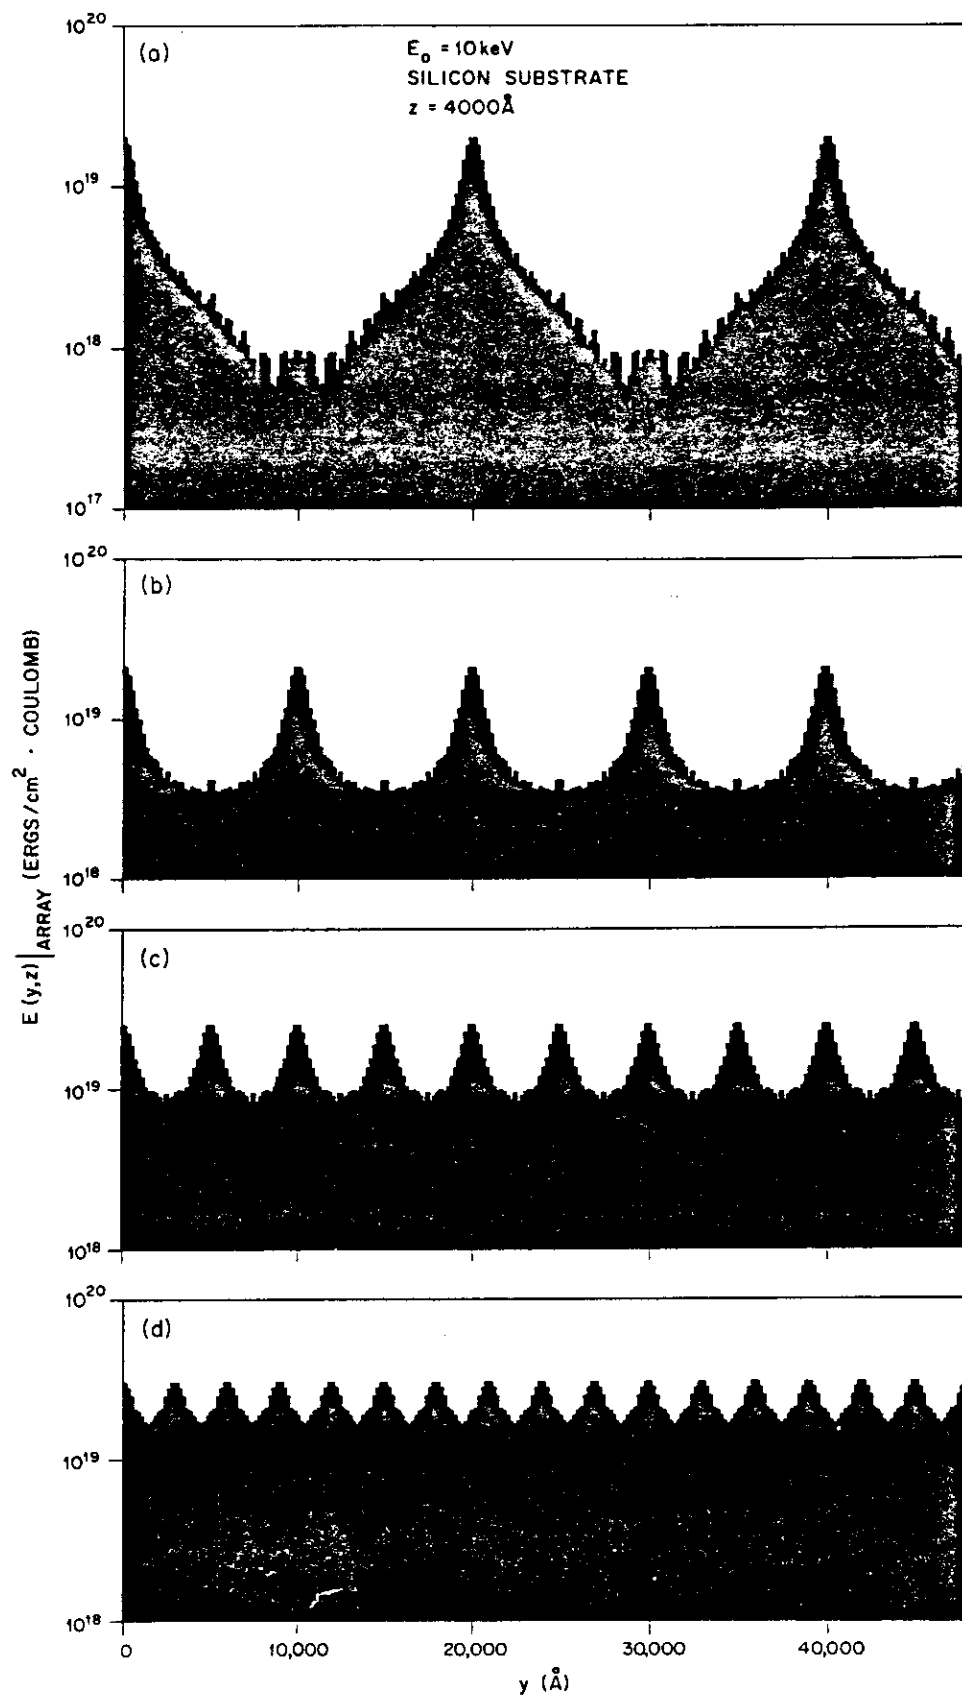 10^20
(a)
E_o = 10 keV
SILICON SUBSTRATE
z = 4000Å
10^19
10^18
10^17
10^20
(b)
10^19
10^18
E(y,z)|ARRAY (ERGS/cm^2 · COULOMB)
10^20
(c)
10^19
10^18
10^20
(d)
10^19
10^18
0 10,000 20,000 30,000 40,000
y (Å)